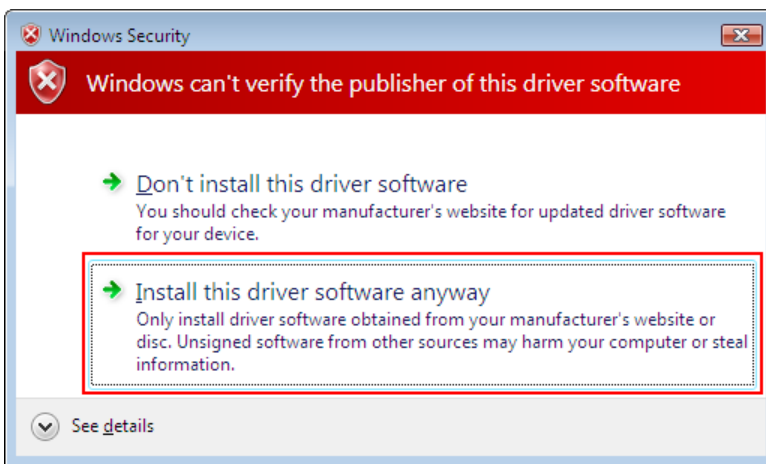 Windows Security
Windows can't verify the publisher of this driver software
Don't install this driver software
You should check your manufacturer's website for updated driver software
for your device.
Install this driver software anyway
Only install driver software obtained from your manufacturer's website or
disc. Unsigned software from other sources may harm your computer or steal
information.
See details